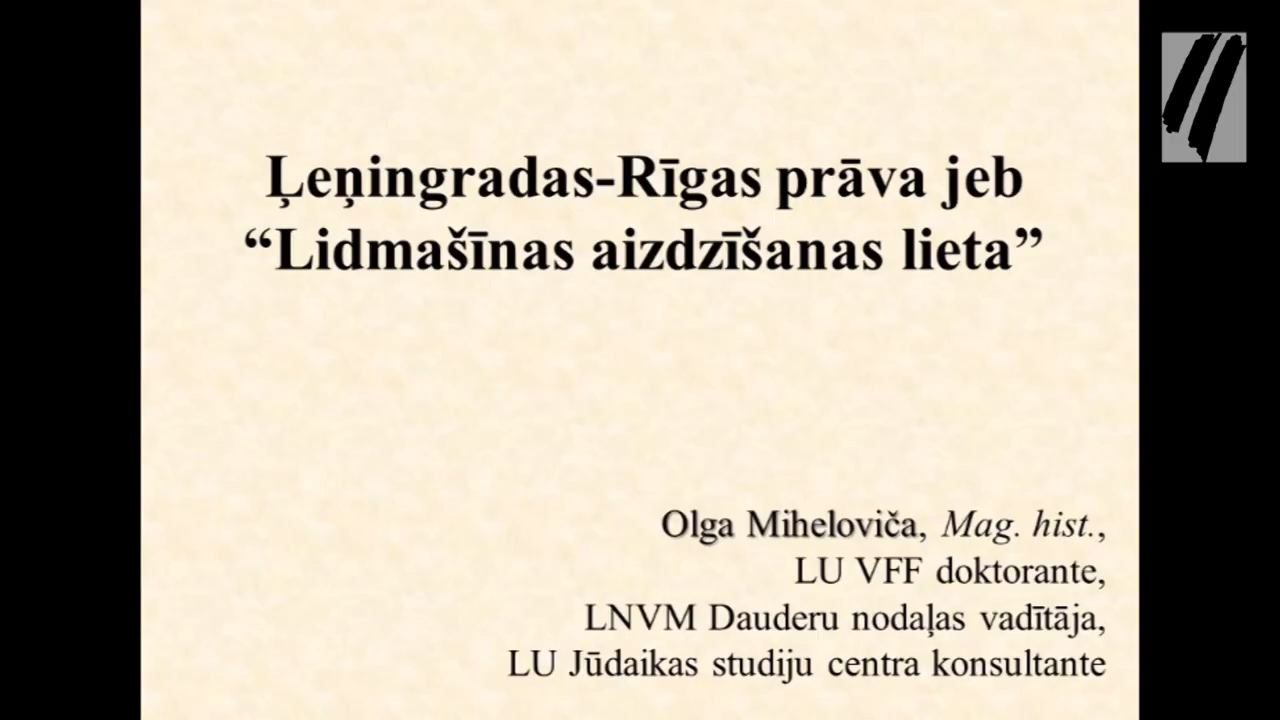 Ļeņingradas-Rīgas prāva jeb
“Lidmašīnas aizdzīšanas lieta”
Olga Miheloviča, Mag. hist.,
LU VFF doktorante,
LNVM Dauderu nodaļas vadītāja,
LU Jūdaikas studiju centra konsultante